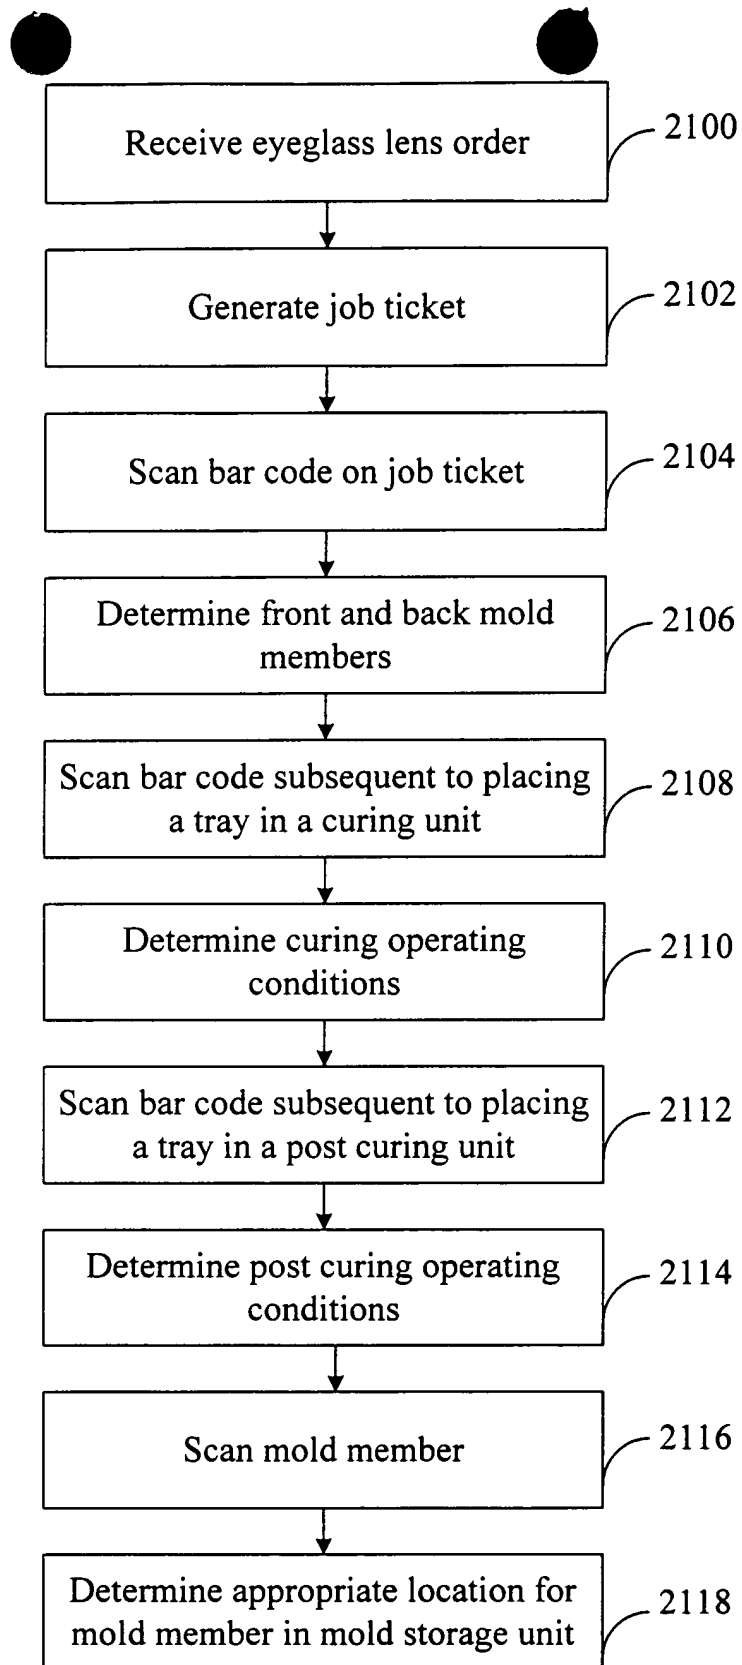 Receive eyeglass lens order
2100
Generate job ticket
2102
Scan bar code on job ticket
2104
Determine front and back mold
members
2106
Scan bar code subsequent to placing
a tray in a curing unit
2108
Determine curing operating
conditions
2110
Scan bar code subsequent to placing
a tray in a post curing unit
2112
Determine post curing operating
conditions
2114
Scan mold member
2116
Determine appropriate location for
mold member in mold storage unit
2118